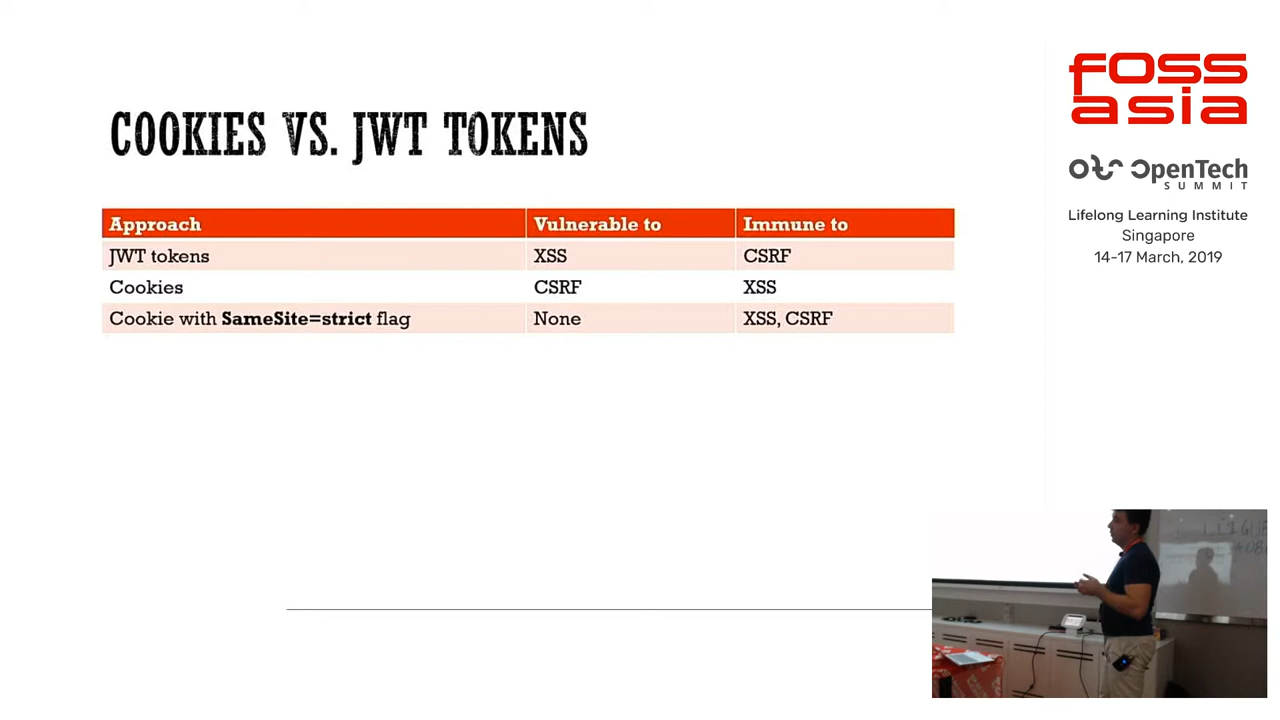 COOKIES VS. JWT TOKENS
Approach Vulnerable to Immune to
JWT tokens XSS CSRF
Cookies CSRF XSS
Cookie with SameSite=strict flag None XSS, CSRF
foss
asia
OpenTech
SUMMIT
Lifelong Learning Institute
Singapore
14-17 March, 2019